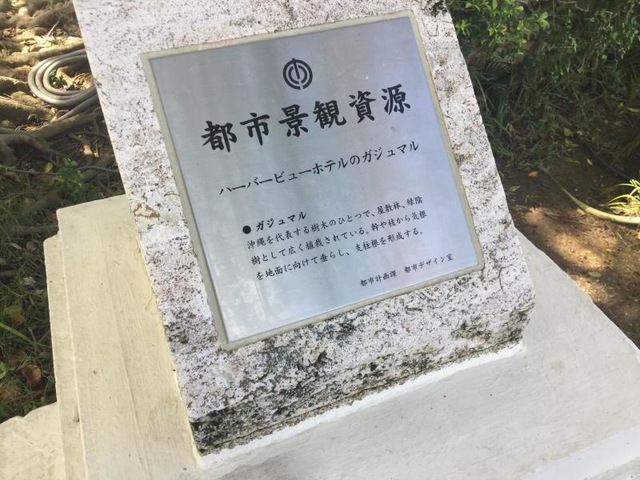 都市景観資源
ハーバービューホテルのガジュマル
● ガジュマル
沖縄を代表する樹木のひとつで、屋敷林、緑陰
樹として広く植栽されている。幹や枝から気根
を地面に向けて垂らし、支柱根を形成する。
都市計画課 都市デザイン室